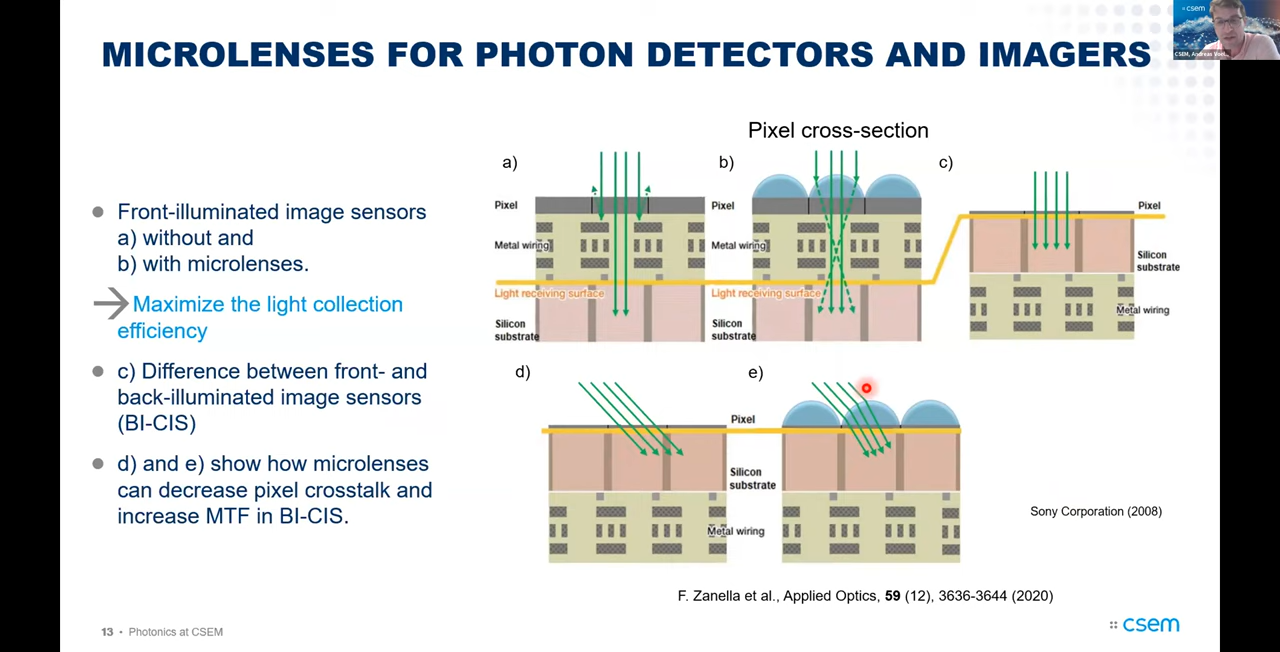 MICROLENSES FOR PHOTON DETECTORS AND IMAGERS
csem
CSEM, Andreas
Front-illuminated image sensors
a) without and
b) with microlenses.
Maximize the light collection
efficiency
c) Difference between front- and
back-illuminated image sensors
(BI-CIS)
d) and e) show how microlenses
can decrease pixel crosstalk and
increase MTF in BI-CIS.
Pixel cross-section
a)
Pixel
Metal wiring
Light receiving surface
Silicon
substrate
b)
Pixel
Metal wiring
Light receiving surface
Silicon
substrate
c)
Pixel
Silicon
substrate
Metal wiring
d)
e)
Pixel
Silicon
substrate
Metal wiring
Sony Corporation (2008)
F. Zanella et al., Applied Optics, 59 (12), 3636-3644 (2020)
13 • Photonics at CSEM
csem